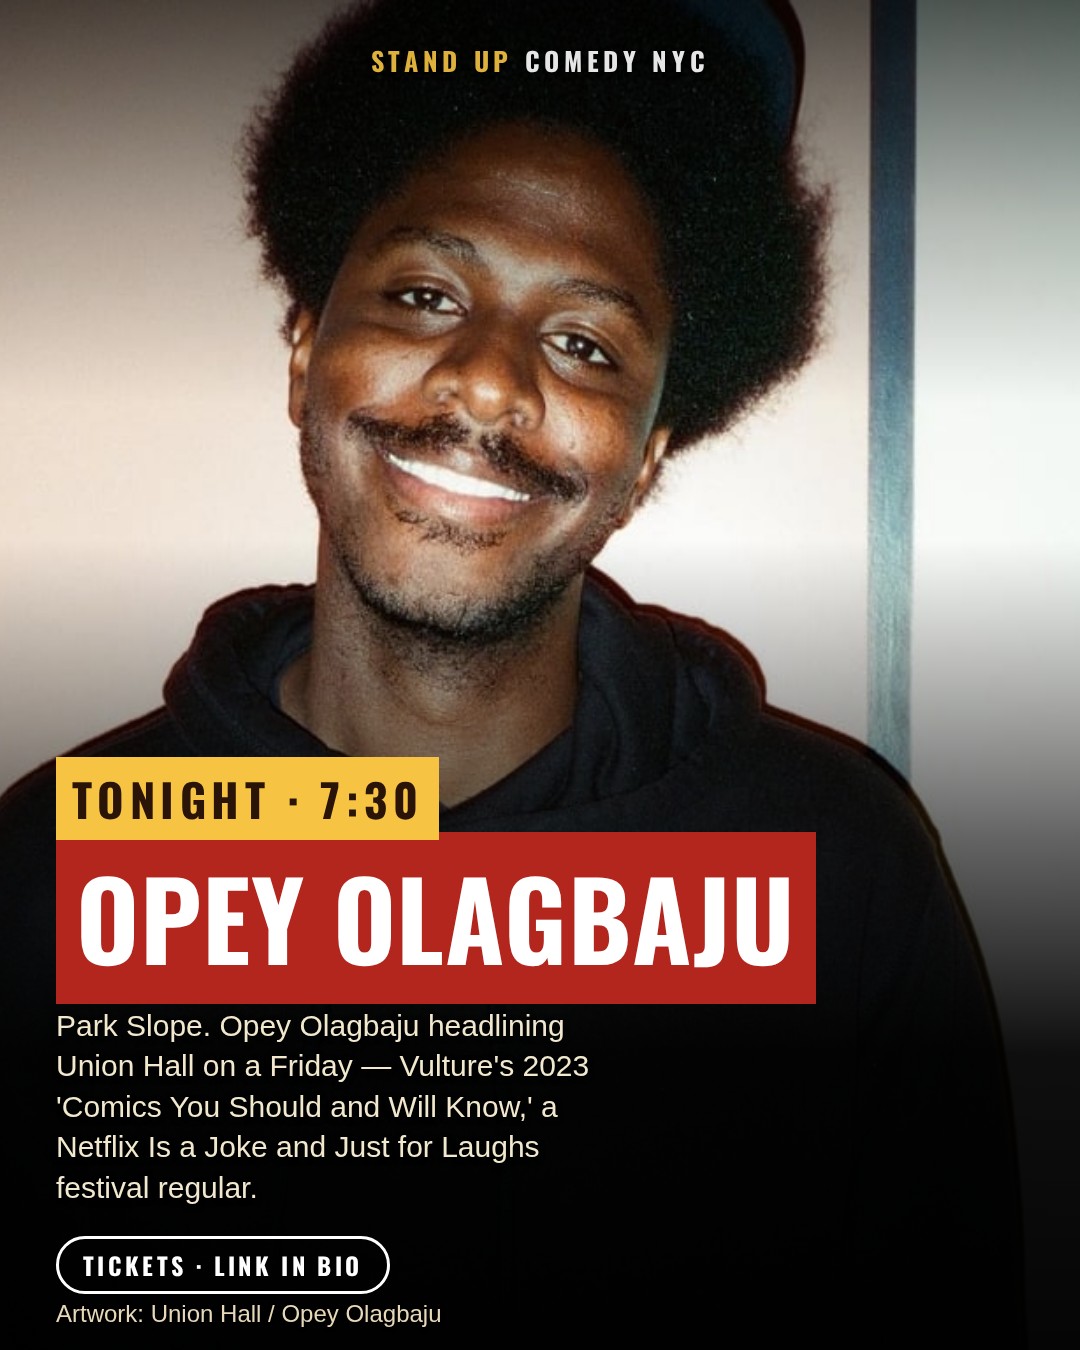 STAND UP COMEDY NYC
TONIGHT · 7:30
OPEY OLAGBAJU
Park Slope. Opey Olagbaju headlining
Union Hall on a Friday — Vulture's 2023
'Comics You Should and Will Know,' a
Netflix Is a Joke and Just for Laughs
festival regular.
TICKETS · LINK IN BIO
Artwork: Union Hall / Opey Olagbaju